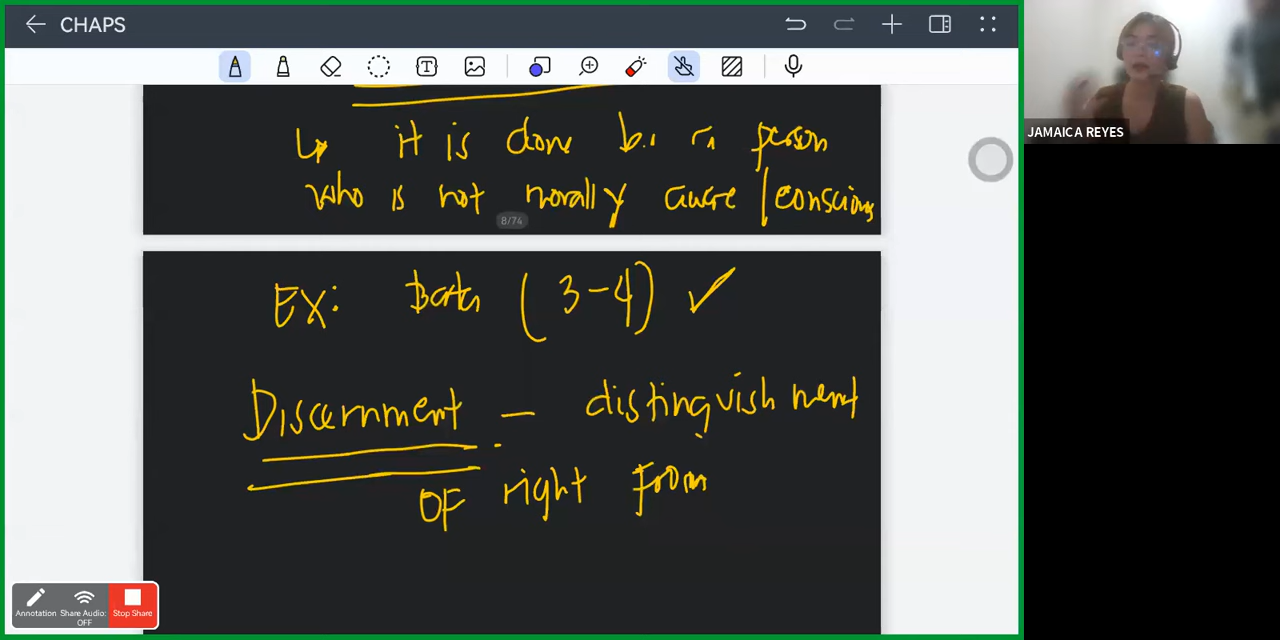 CHAPS
JAMAICA REYES
↳ it is done by a person
who is not morally aware / conscious
8/74
EX: (3-4) ✓
Discernment — distinguishment
OF right from
Annotation
Share Audio:
OFF
Stop Share